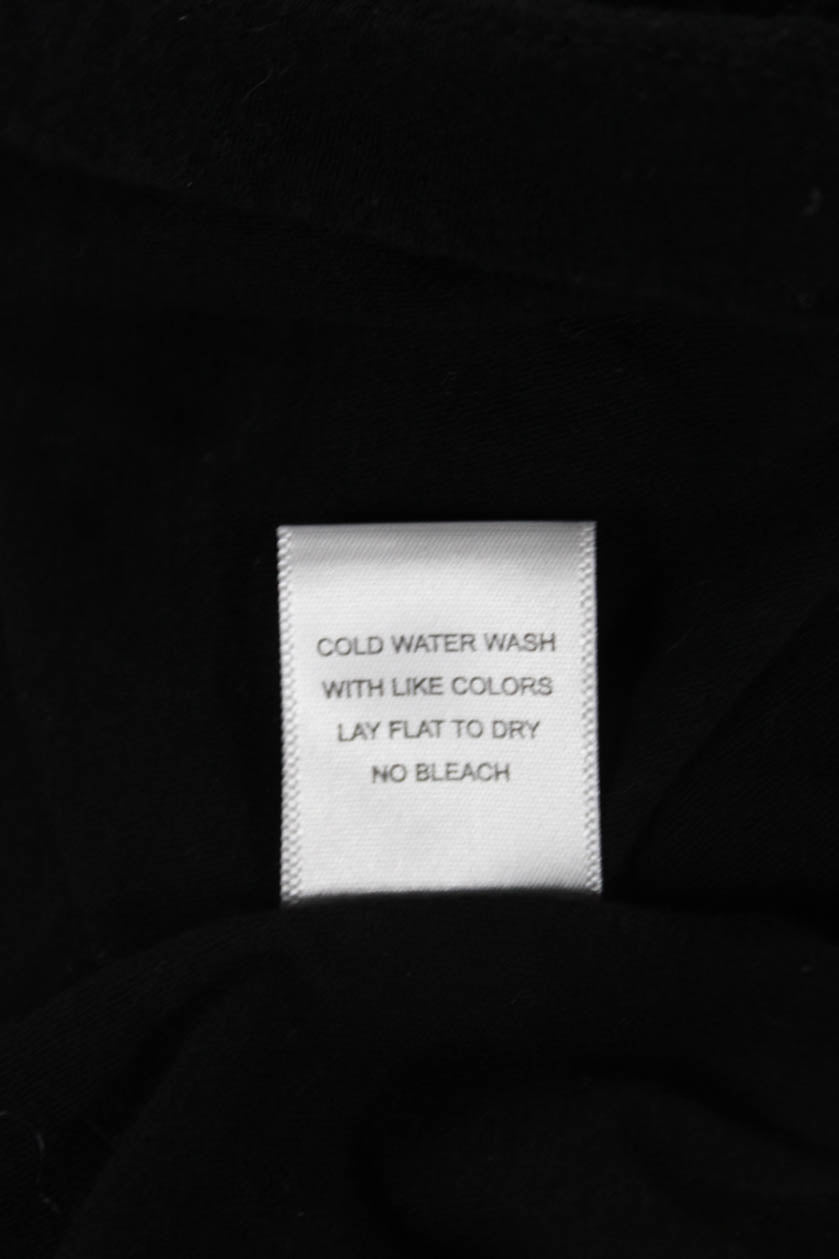 COLD WATER WASH
WITH LIKE COLORS
LAY FLAT TO DRY
NO BLEACH